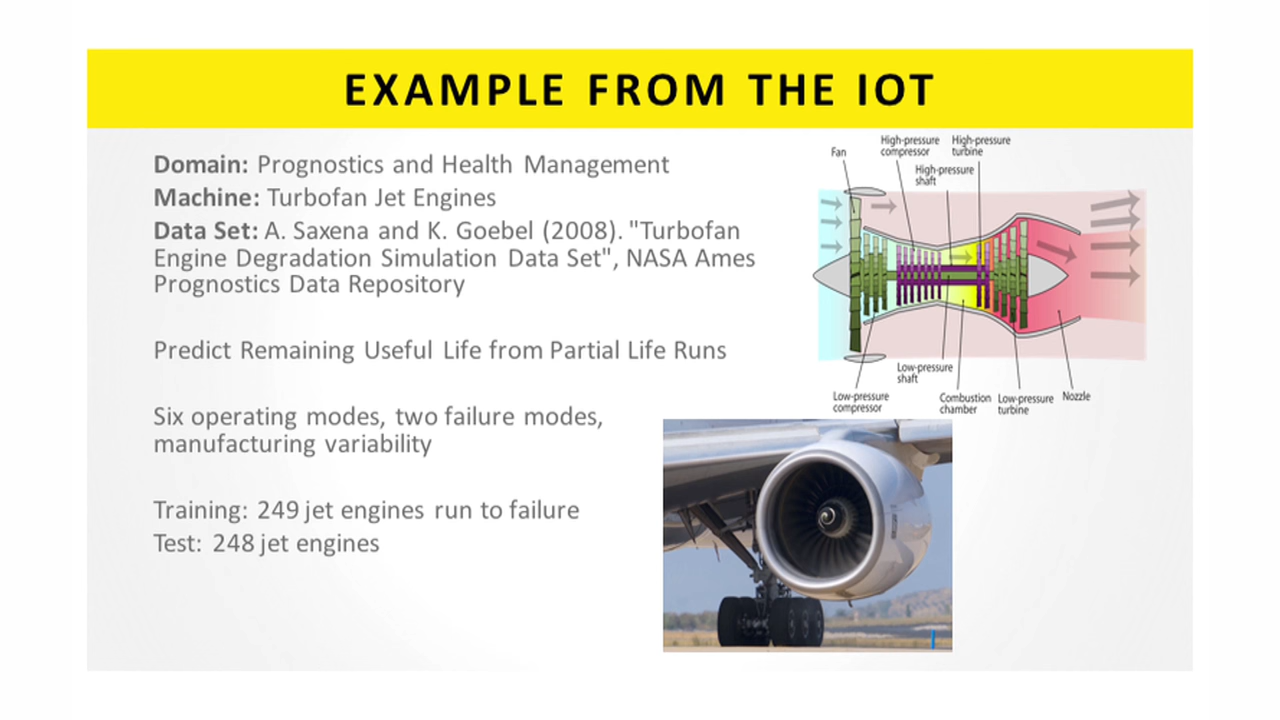 EXAMPLE FROM THE IOT
Domain: Prognostics and Health Management
Machine: Turbofan Jet Engines
Data Set: A. Saxena and K. Goebel (2008). "Turbofan
Engine Degradation Simulation Data Set", NASA Ames
Prognostics Data Repository
Predict Remaining Useful Life from Partial Life Runs
Six operating modes, two failure modes,
manufacturing variability
Training: 249 jet engines run to failure
Test: 248 jet engines
Fan
High-pressure
compressor
High-pressure
turbine
High-pressure
shaft
Low-pressure
shaft
Low-pressure
compressor
Combustion
chamber
Low-pressure
turbine
Nozzle